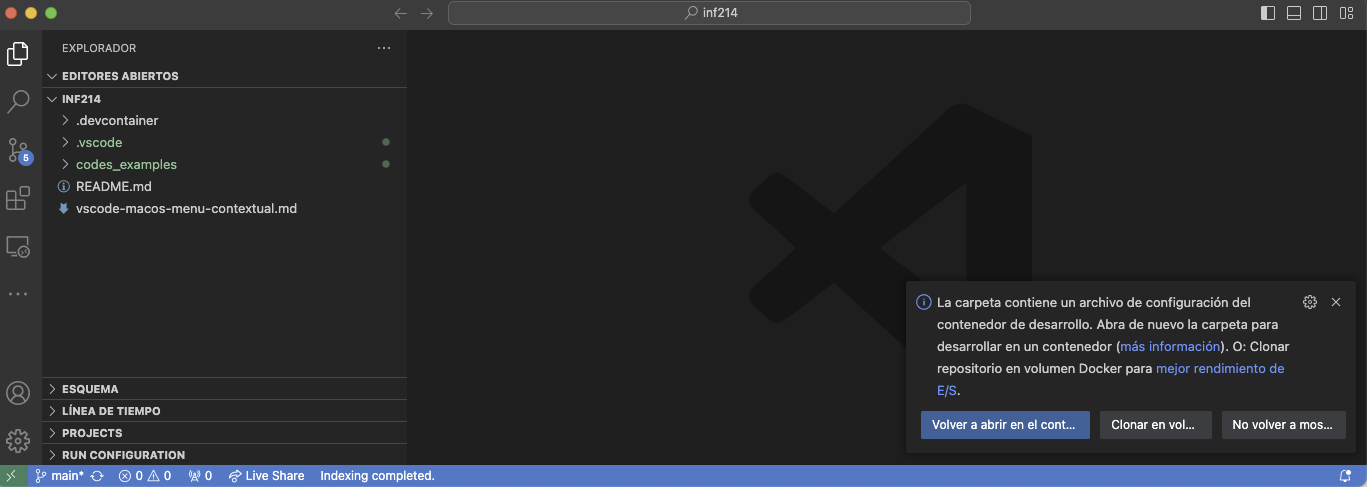 inf214
EXPLORADOR
EDITORES ABIERTOS
INF214
.devcontainer
.vscode
codes_examples
README.md
vscode-macos-menu-contextual.md
5
ESQUEMA
LÍNEA DE TIEMPO
PROJECTS
RUN CONFIGURATION
La carpeta contiene un archivo de configuración del
contenedor de desarrollo. Abra de nuevo la carpeta para
desarrollar en un contenedor (más información). O: Clonar
repositorio en volumen Docker para mejor rendimiento de
E/S.
Volver a abrir en el cont... Clonar en vol... No volver a mos...
main* 0 0 0 Live Share Indexing completed.